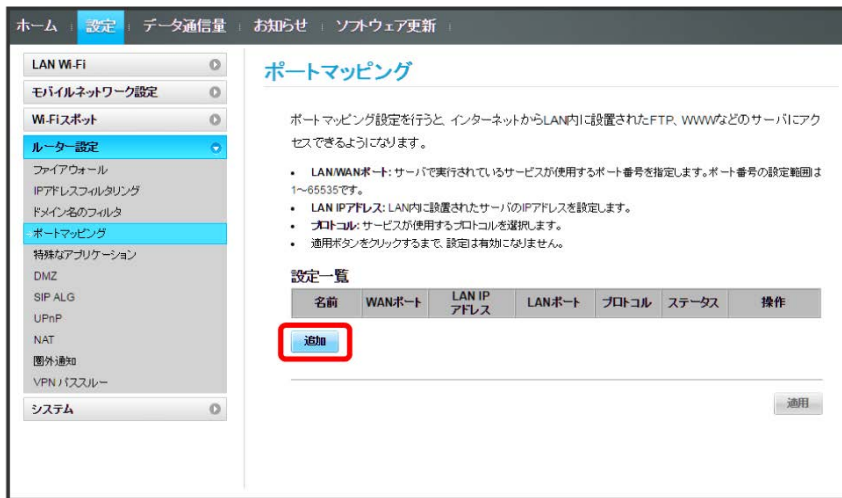 ホーム 設定 データ通信量 お知らせ ソフトウェア更新
LAN Wi-Fi
モバイルネットワーク設定
Wi-Fiスポット
ルーター設定
ファイアウォール
IPアドレスフィルタリング
ドメイン名のフィルタ
ポートマッピング
特殊なアプリケーション
DMZ
SIP ALG
UPnP
NAT
圏外通知
VPN パススルー
システム
ポートマッピング
ポートマッピング設定を行うと、インターネットからLAN内に設置されたFTP、WWWなどのサーバにアク
セスできるようになります。
• LAN/WANポート: サーバで実行されているサービスが使用するポート番号を指定します。ポート番号の設定範囲は
1～65535です。
• LAN IPアドレス: LAN内に設置されたサーバのIPアドレスを設定します。
• プロトコル: サービスが使用するプロトコルを選択します。
• 適用ボタンをクリックするまで、設定は有効になりません。
設定一覧
名前 WANポート LAN IP アドレス LANポート プロトコル ステータス 操作
追加
適用